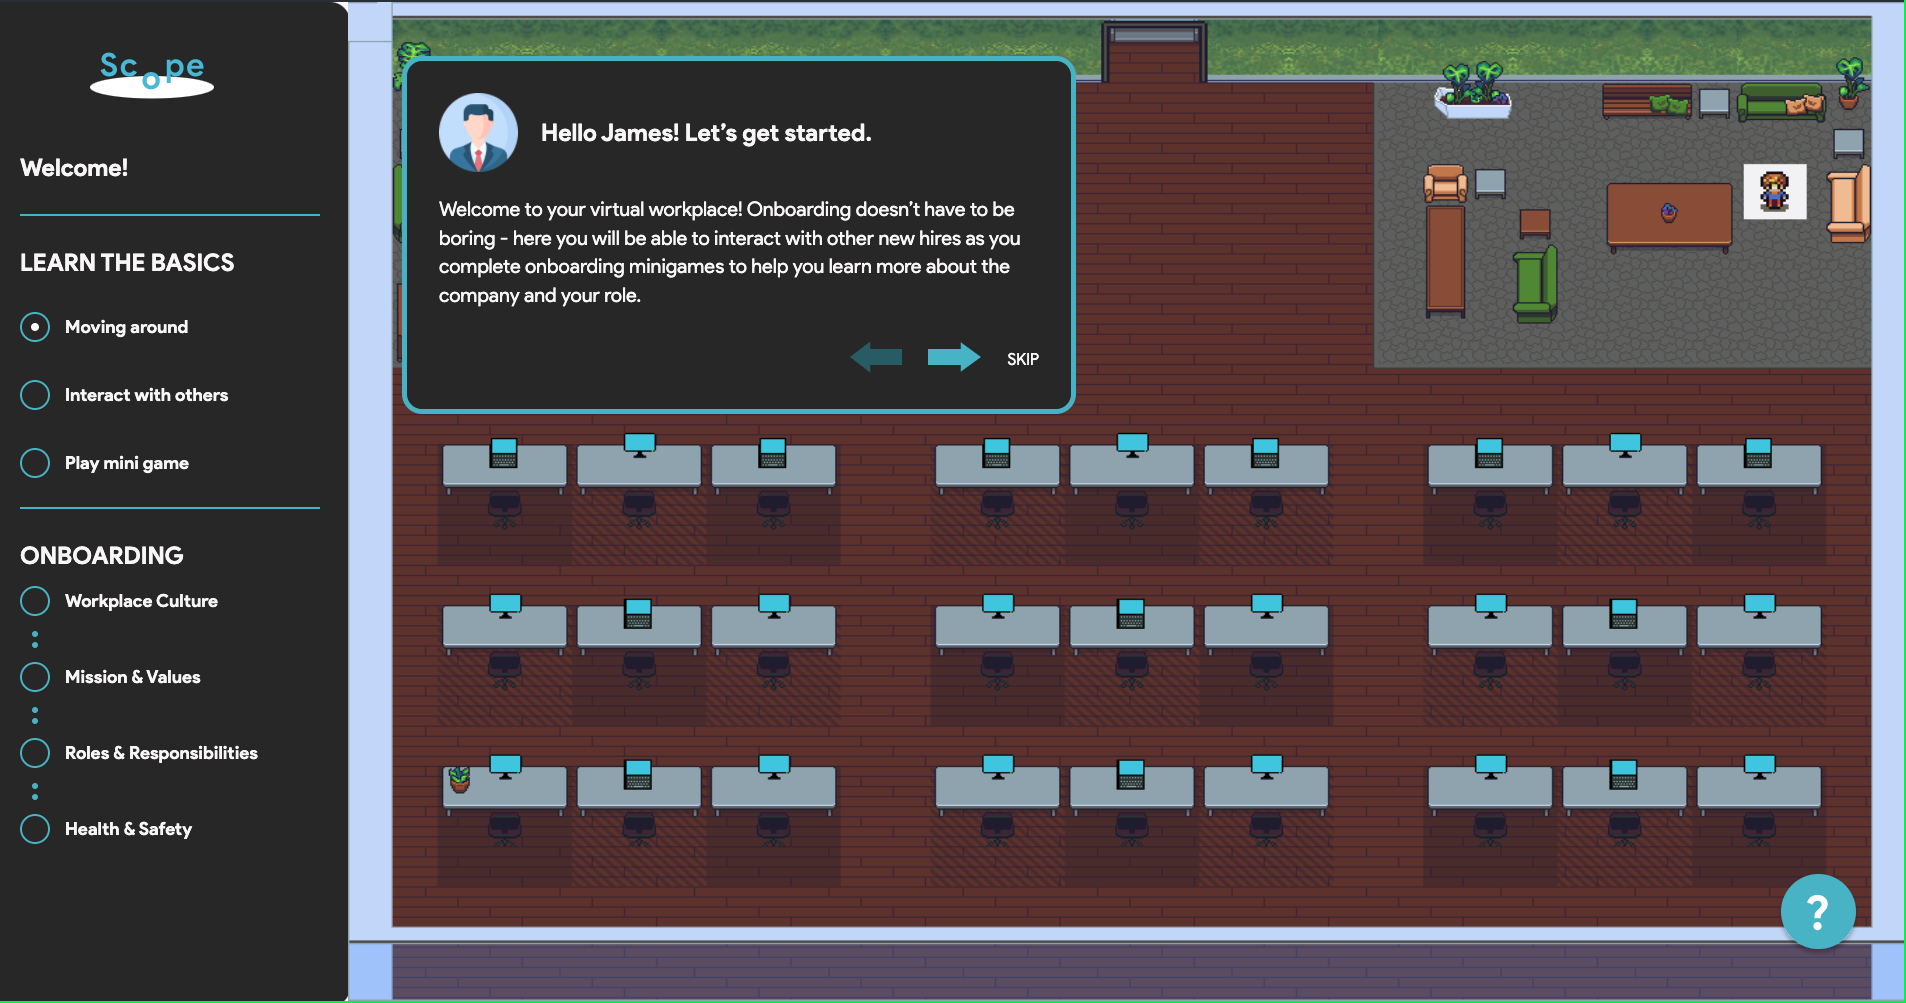 Scope
Welcome!
LEARN THE BASICS
Moving around
Interact with others
Play mini game
ONBOARDING
Workplace Culture
Mission & Values
Roles & Responsibilities
Health & Safety
Hello James! Let’s get started.
Welcome to your virtual workplace! Onboarding doesn’t have to be
boring - here you will be able to interact with other new hires as you
complete onboarding minigames to help you learn more about the
company and your role.
SKIP
?